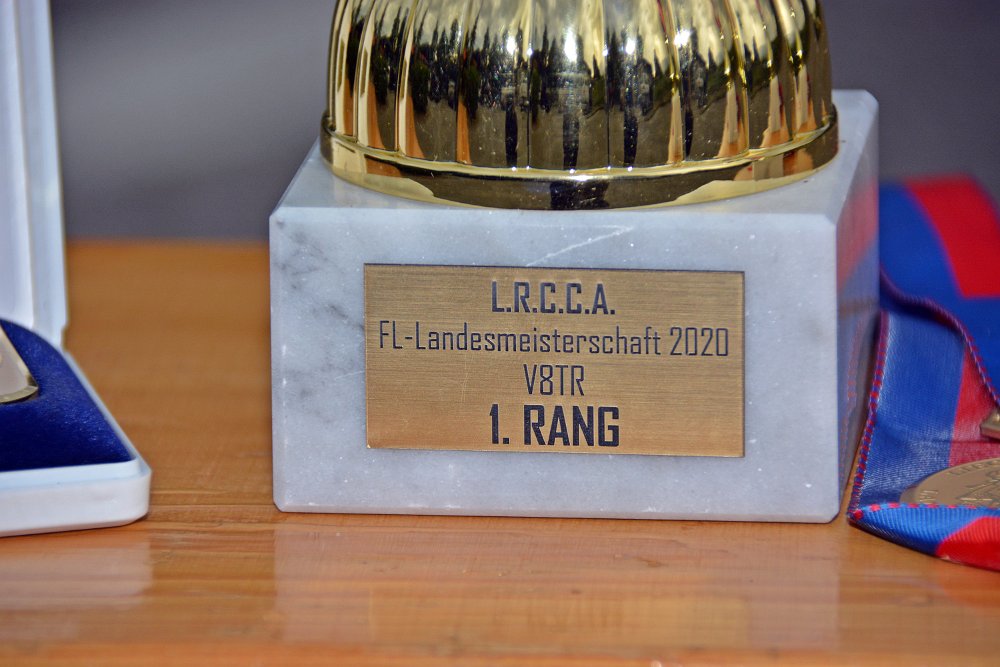 L.R.C.C.A.
FL-Landesmeisterschaft 2020
V8TR
1. RANG